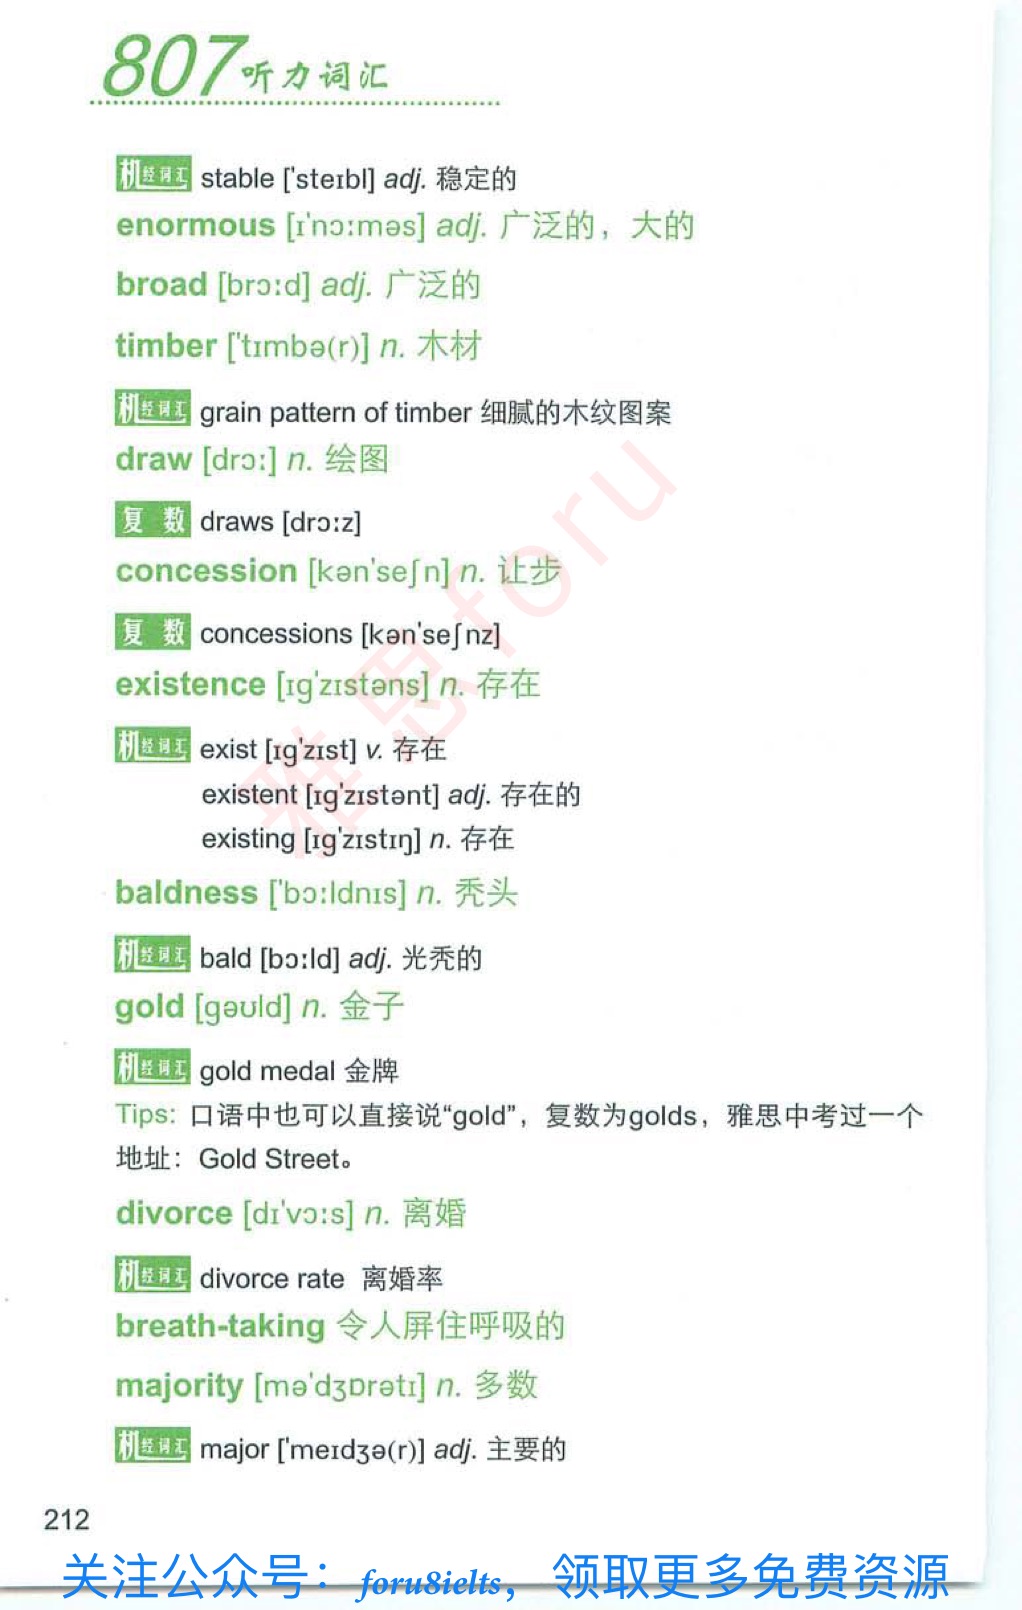 807听力词汇
机经词汇 stable ['steɪbl] adj. 稳定的
enormous [ɪ'nɔːməs] adj. 广泛的，大的
broad [brɔːd] adj. 广泛的
timber ['tɪmbə(r)] n. 木材
机经词汇 grain pattern of timber 细腻的木纹图案
draw [drɔː] n. 绘图
复数 draws [drɔːz]
concession [kən'seʃn] n. 让步
复数 concessions [kən'seʃnz]
existence [ɪg'zɪstəns] n. 存在
机经词汇 exist [ɪg'zɪst] v. 存在
existent [ɪg'zɪstənt] adj. 存在的
existing [ɪg'zɪstɪŋ] n. 存在
baldness ['bɔːldnɪs] n. 秃头
机经词汇 bald [bɔːld] adj. 光秃的
gold [gəʊld] n. 金子
机经词汇 gold medal 金牌
Tips: 口语中也可以直接说“gold”，复数为golds，雅思中考过一个
地址：Gold Street。
divorce [dɪ'vɔːs] n. 离婚
机经词汇 divorce rate 离婚率
breath-taking 令人屏住呼吸的
majority [mə'dʒɒrətɪ] n. 多数
机经词汇 major ['meɪdʒə(r)] adj. 主要的
212
雅思foru
关注公众号：foru8ielts，领取更多免费资源